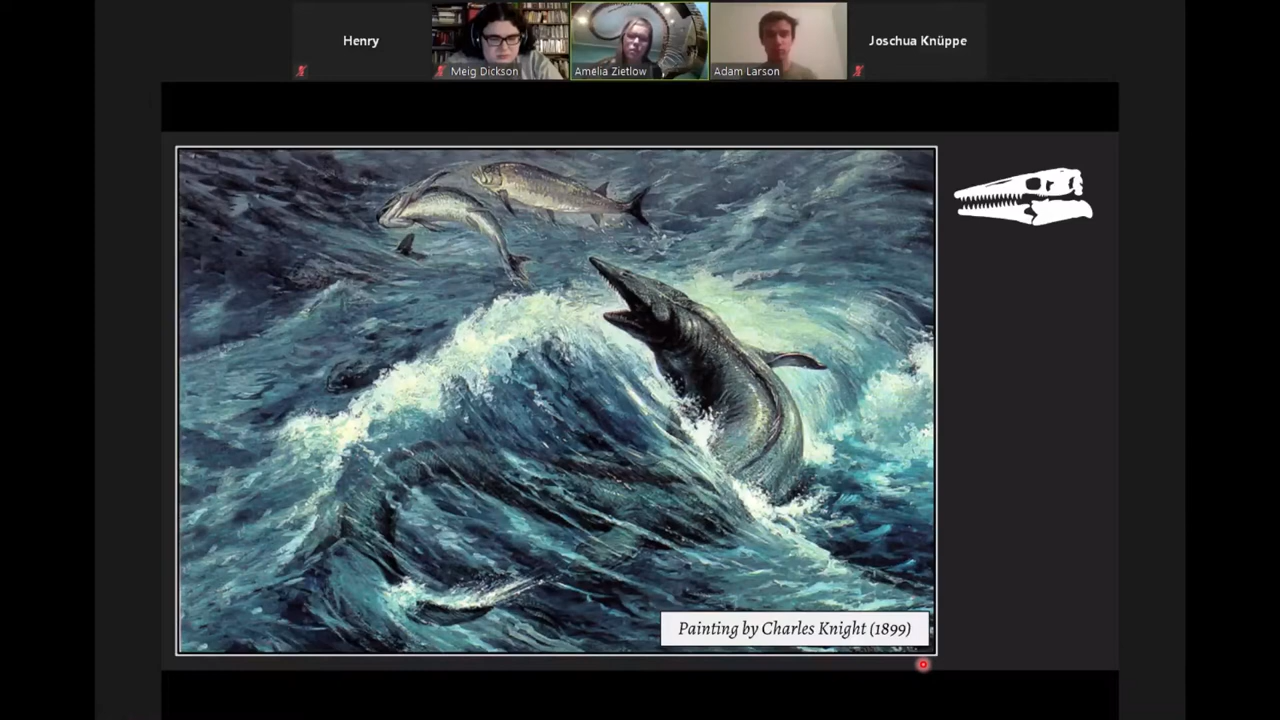 Henry
Meig Dickson
Amelia Zietlow
Adam Larson
Joschua Knüppe
Painting by Charles Knight (1899)